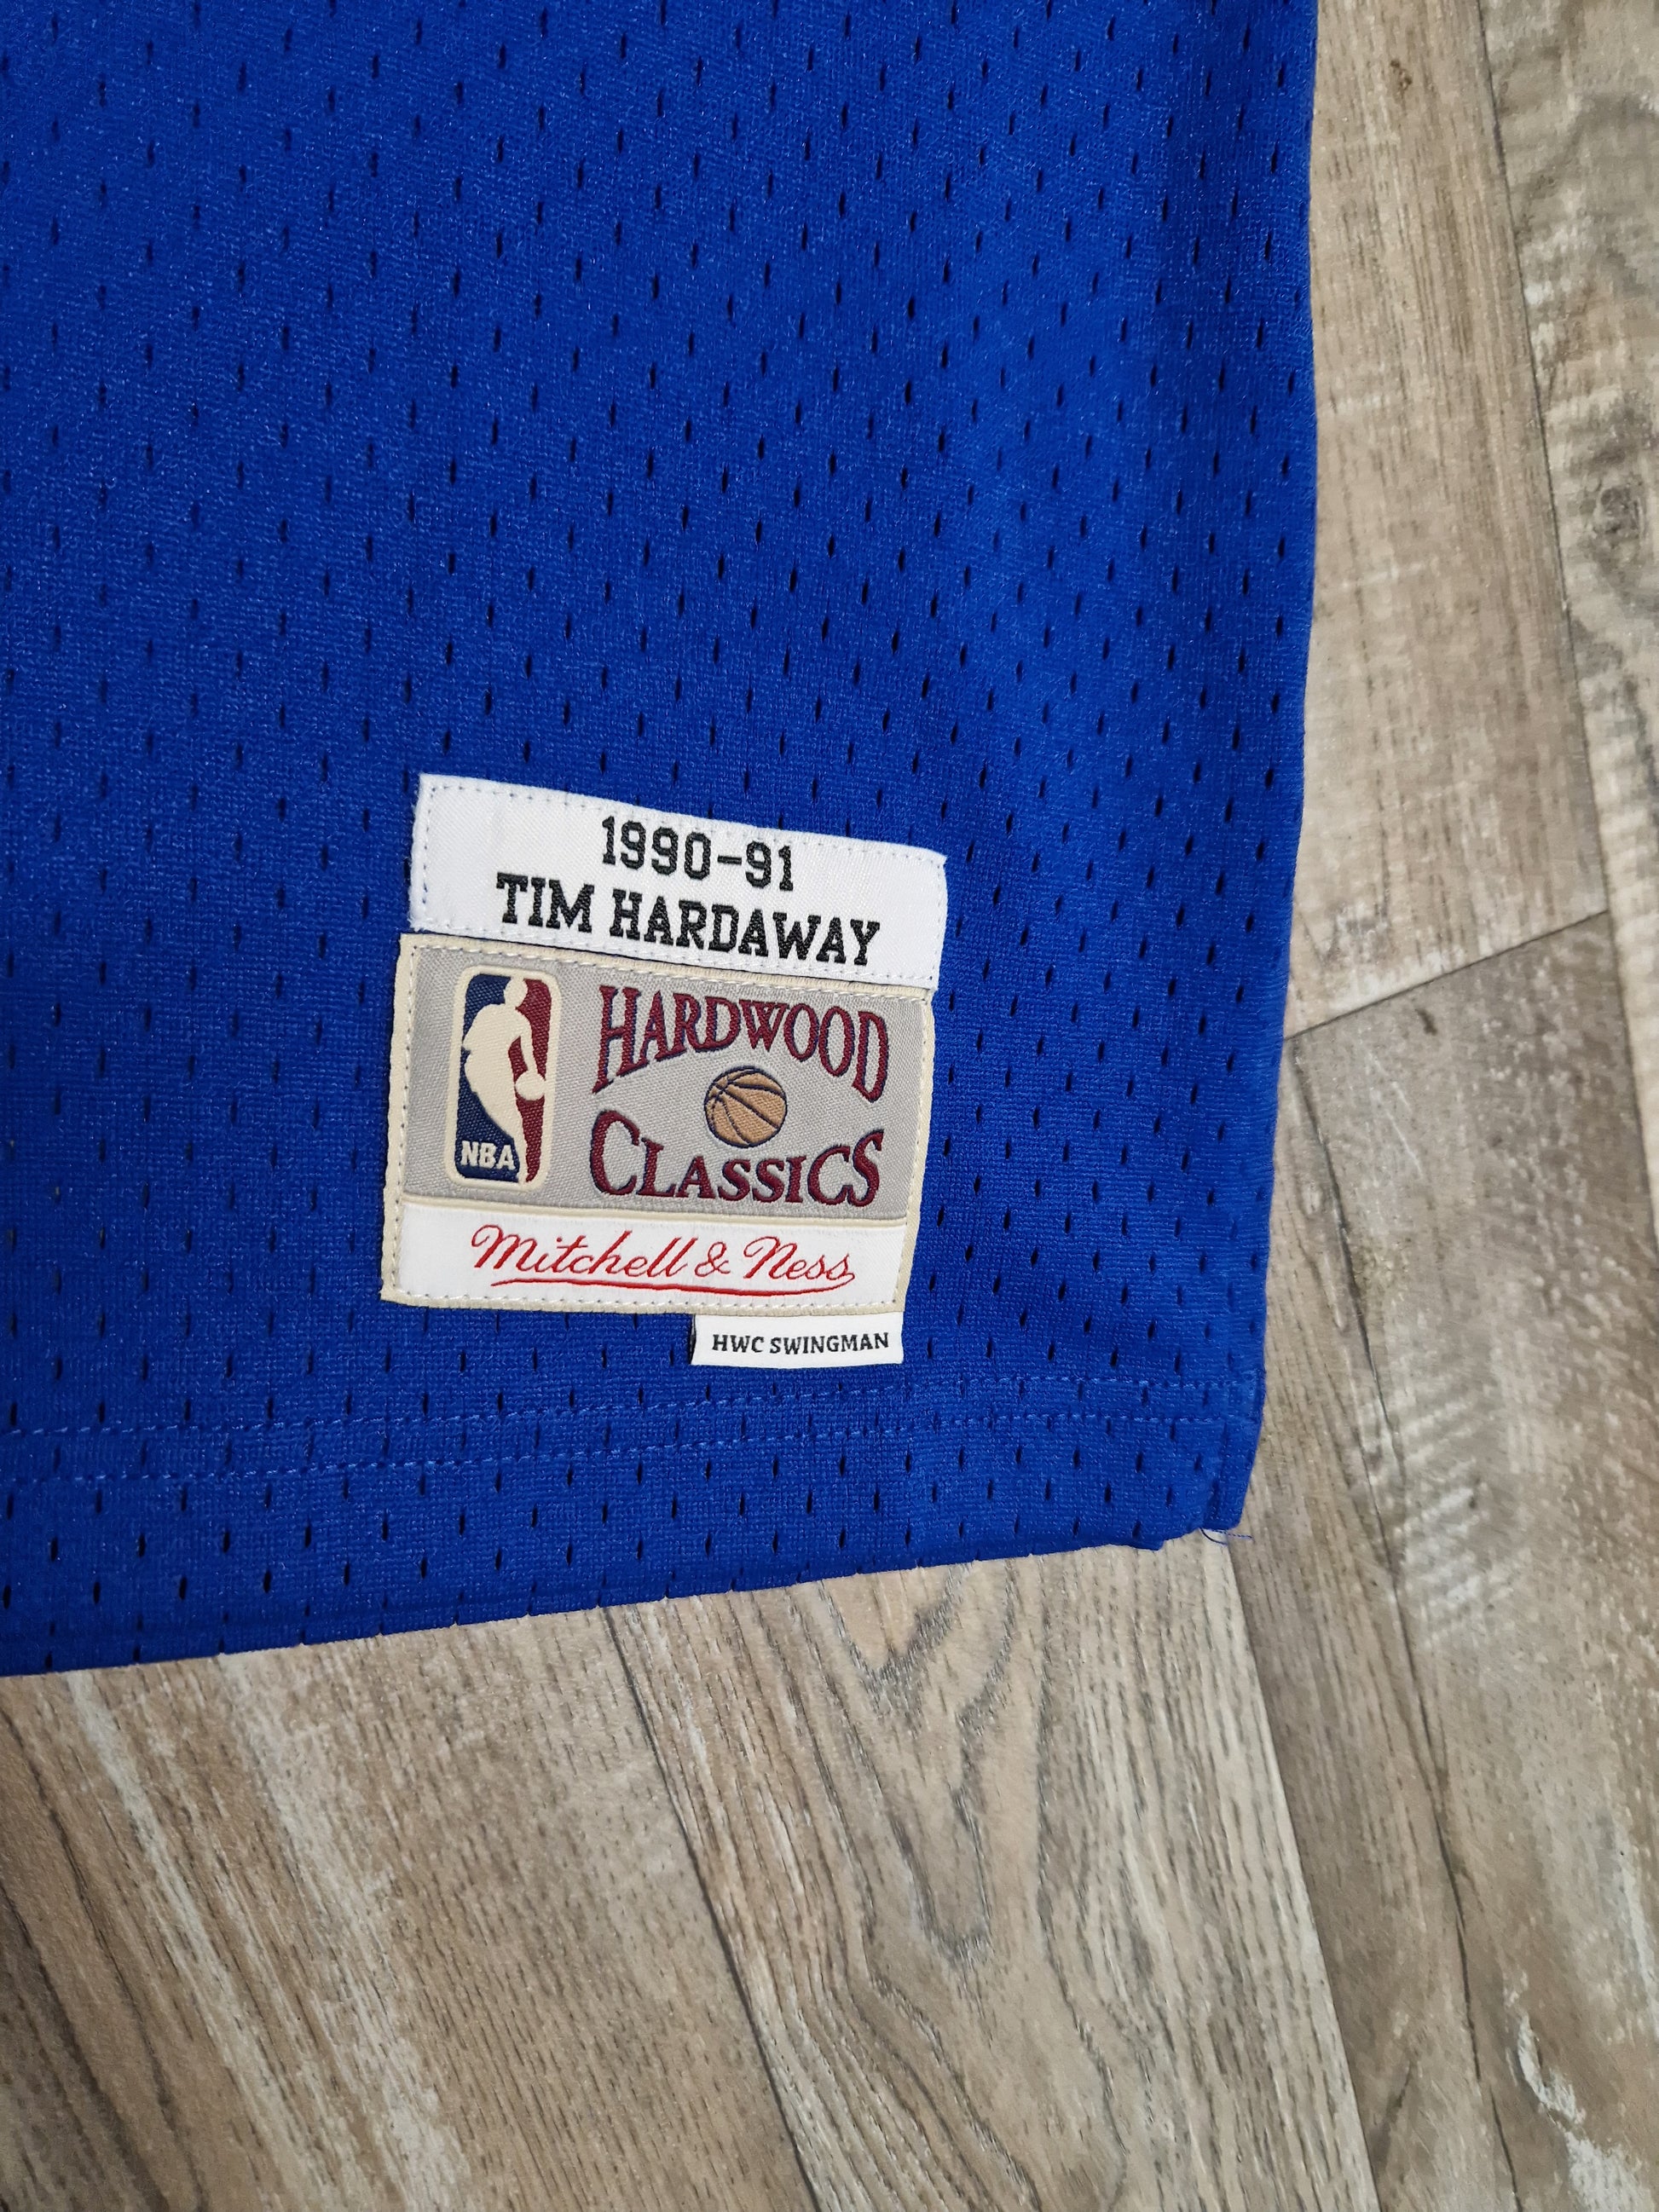 1990-91
TIM HARDAWAY
HARDWOOD
CLASSICS
NBA
Mitchell & Ness
HWC SWINGMAN